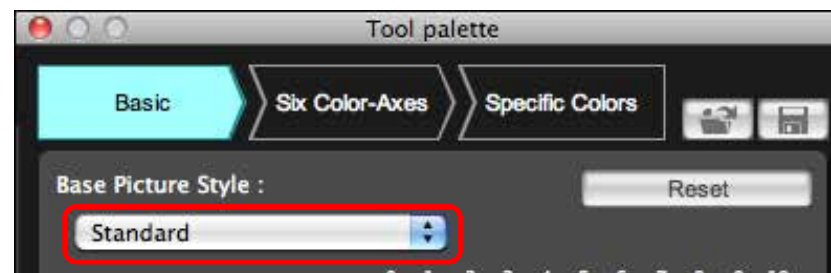 Tool palette
Basic Six Color-Axes Specific Colors
Base Picture Style : Reset
Standard